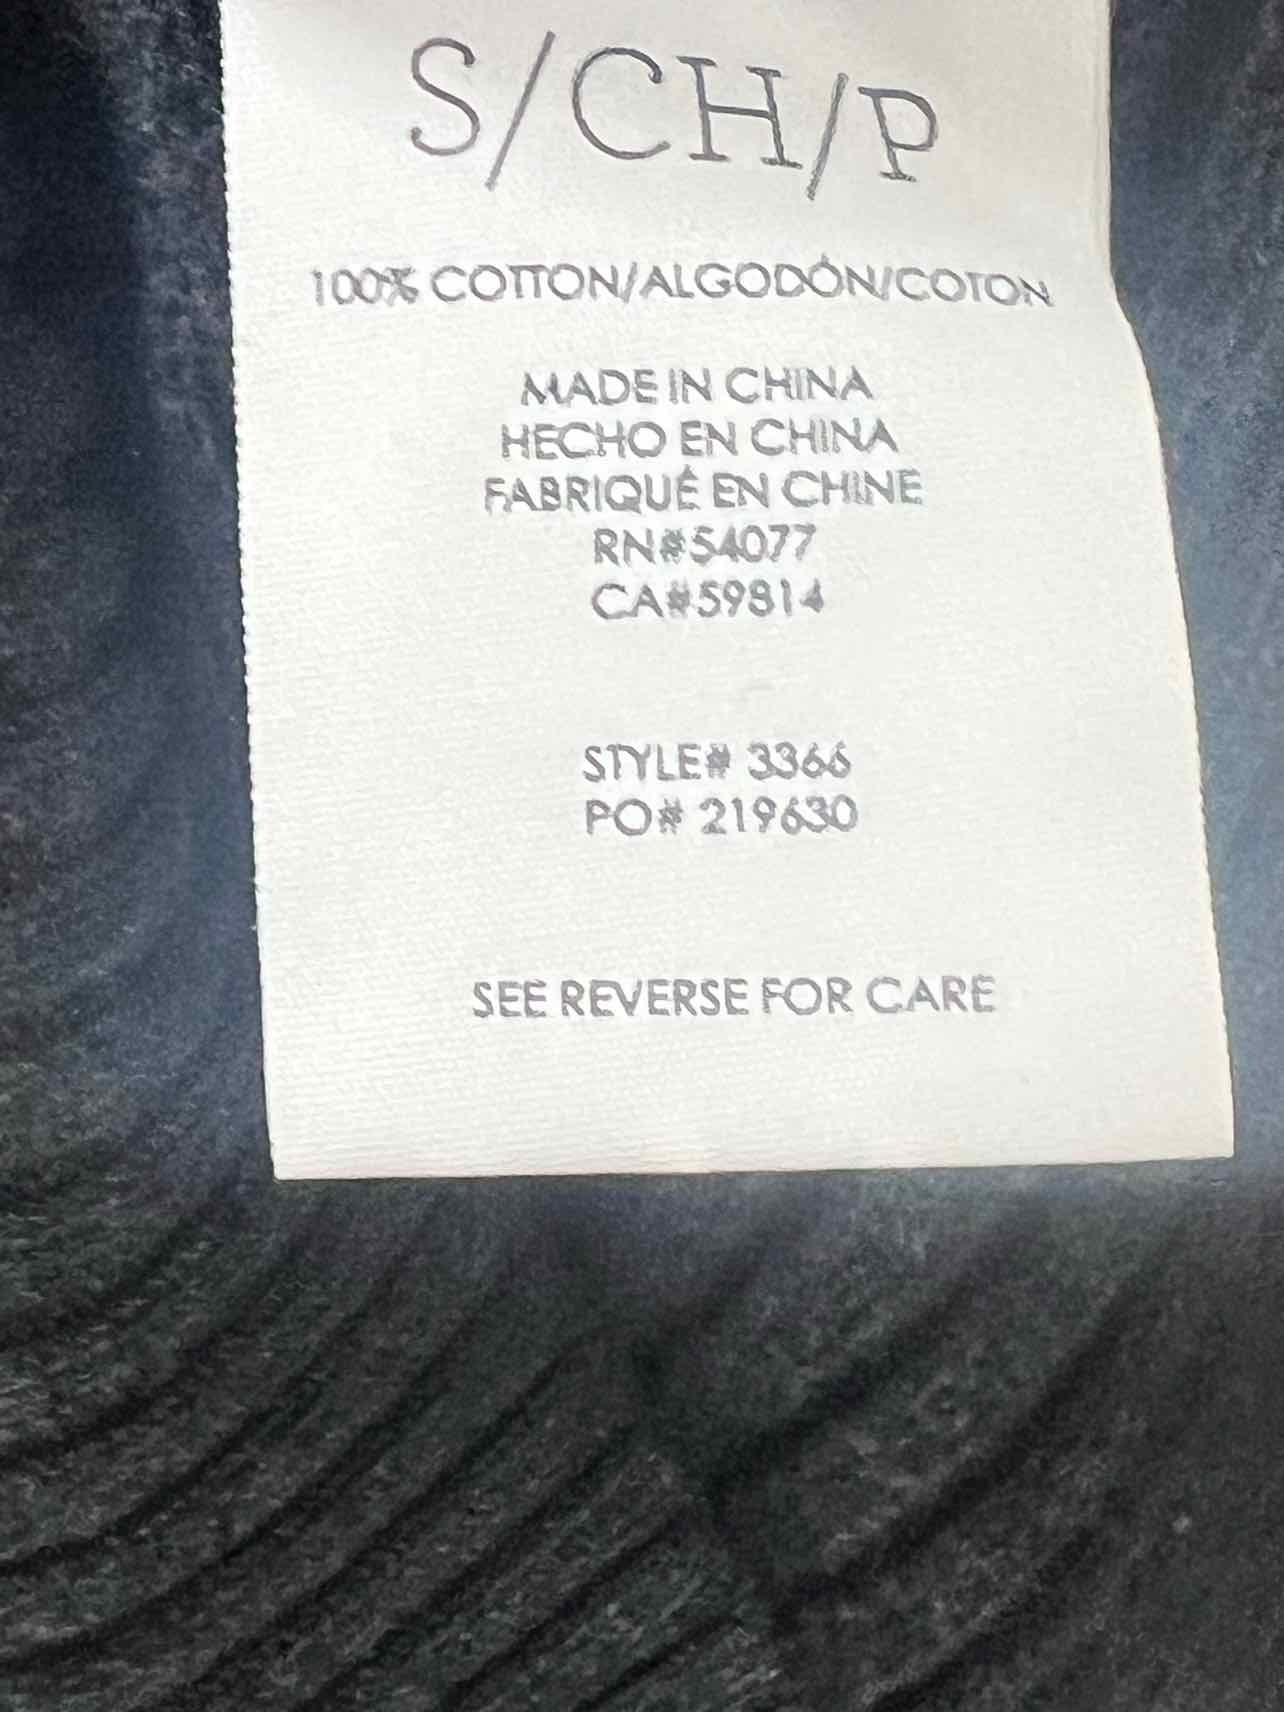 S/CH/P
100% COTTON/ALGODÓN/COTON
MADE IN CHINA
HECHO EN CHINA
FABRIQUÉ EN CHINE
RN#54077
CA#59814
STYLE# 3366
PO# 219630
SEE REVERSE FOR CARE